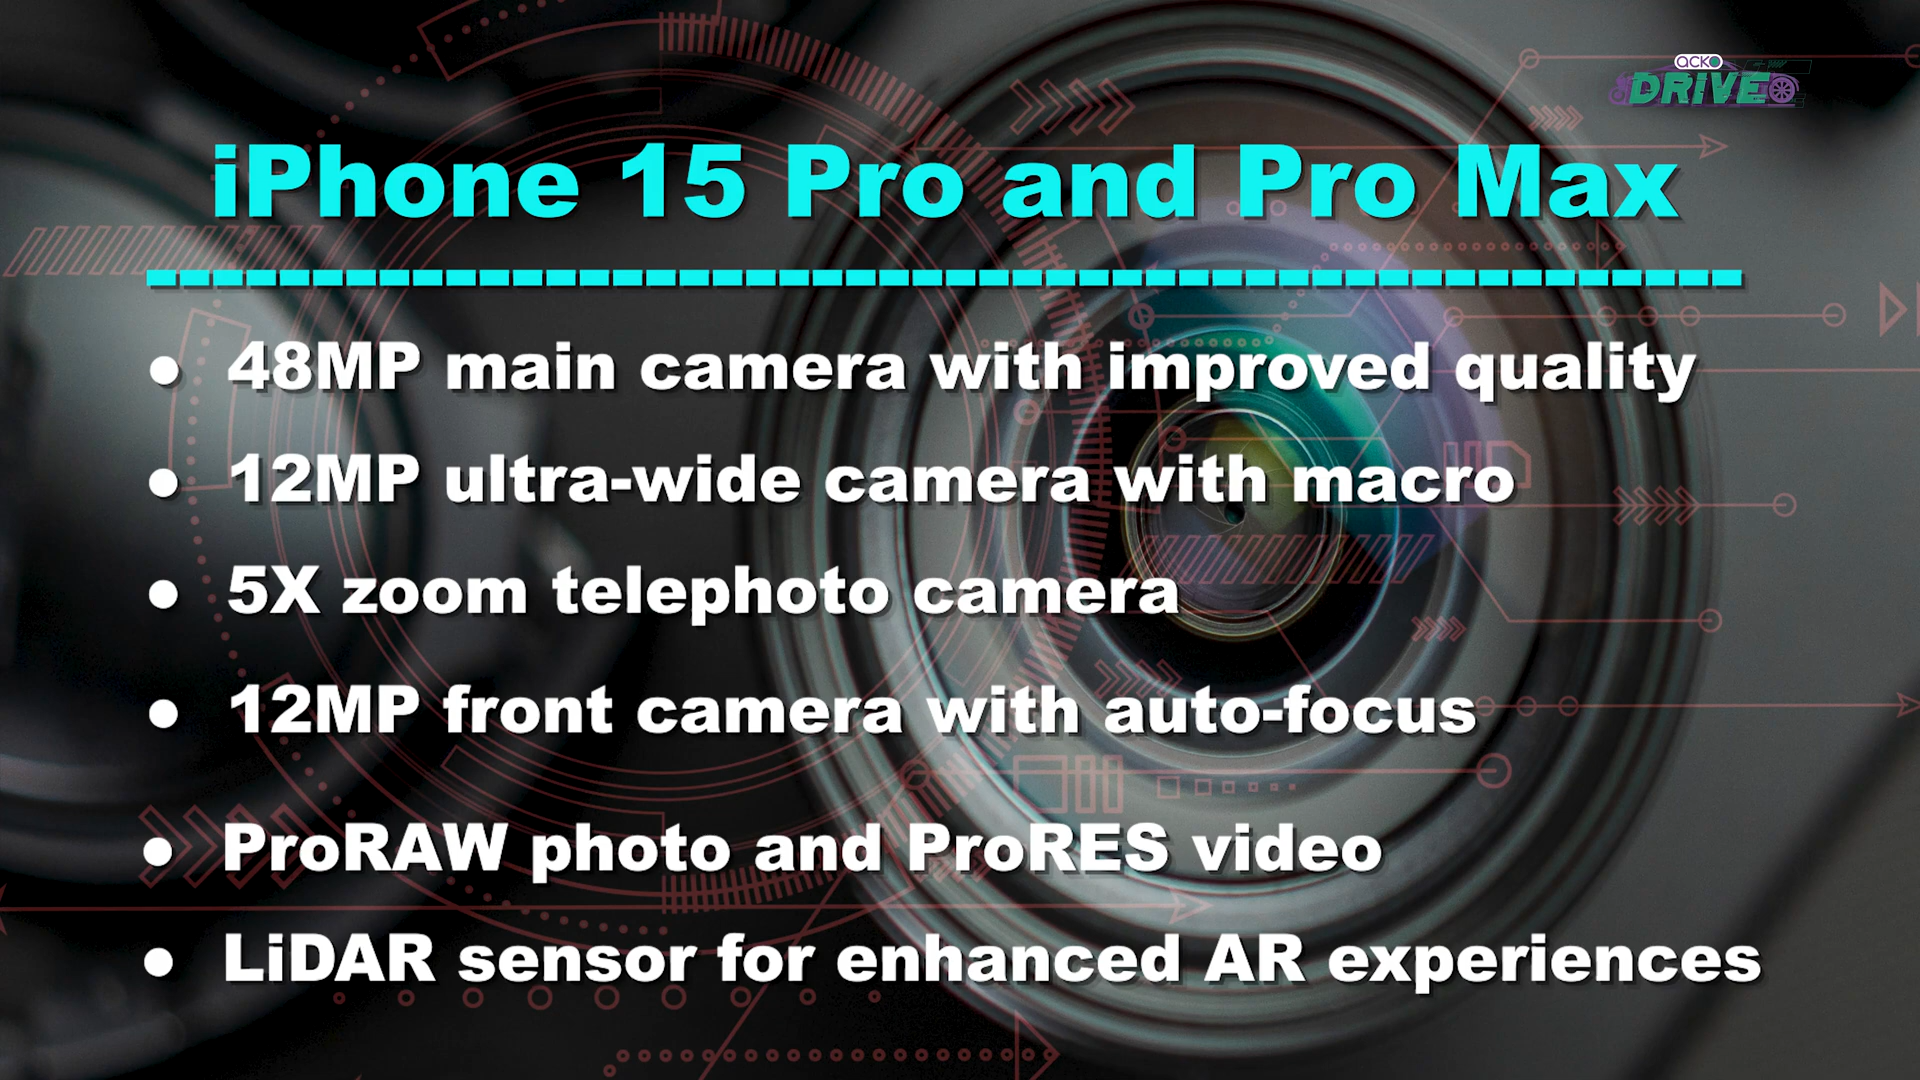 acko
DRIVE
iPhone 15 Pro and Pro Max
● 48MP main camera with improved quality
● 12MP ultra-wide camera with macro
● 5X zoom telephoto camera
● 12MP front camera with auto-focus
● ProRAW photo and ProRES video
● LiDAR sensor for enhanced AR experiences